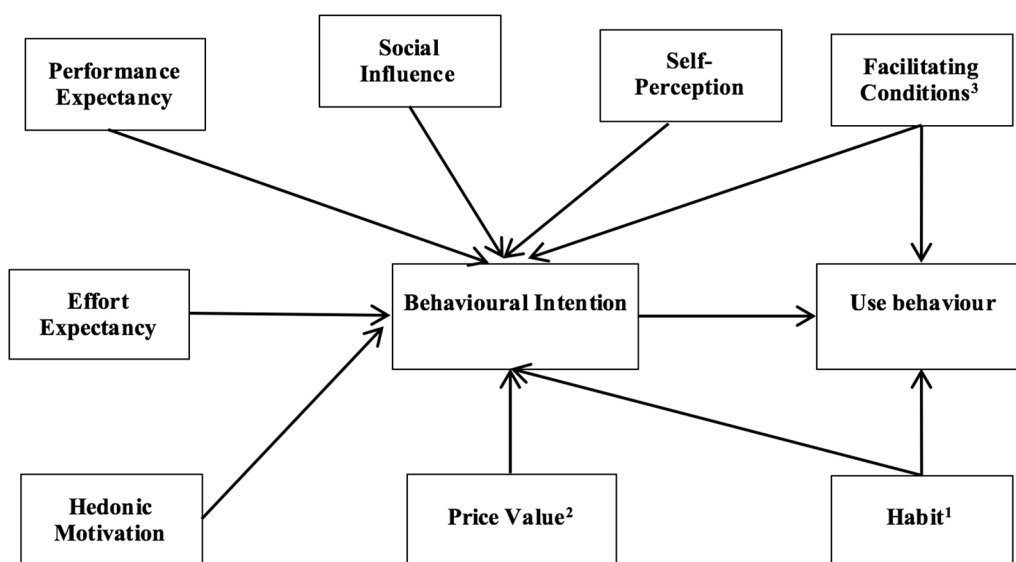 Performance
Expectancy
Social
Influence
Self-
Perception
Facilitating
Conditions³
Effort
Expectancy
Behavioural Intention
Use behaviour
Hedonic
Motivation
Price Value²
Habit¹